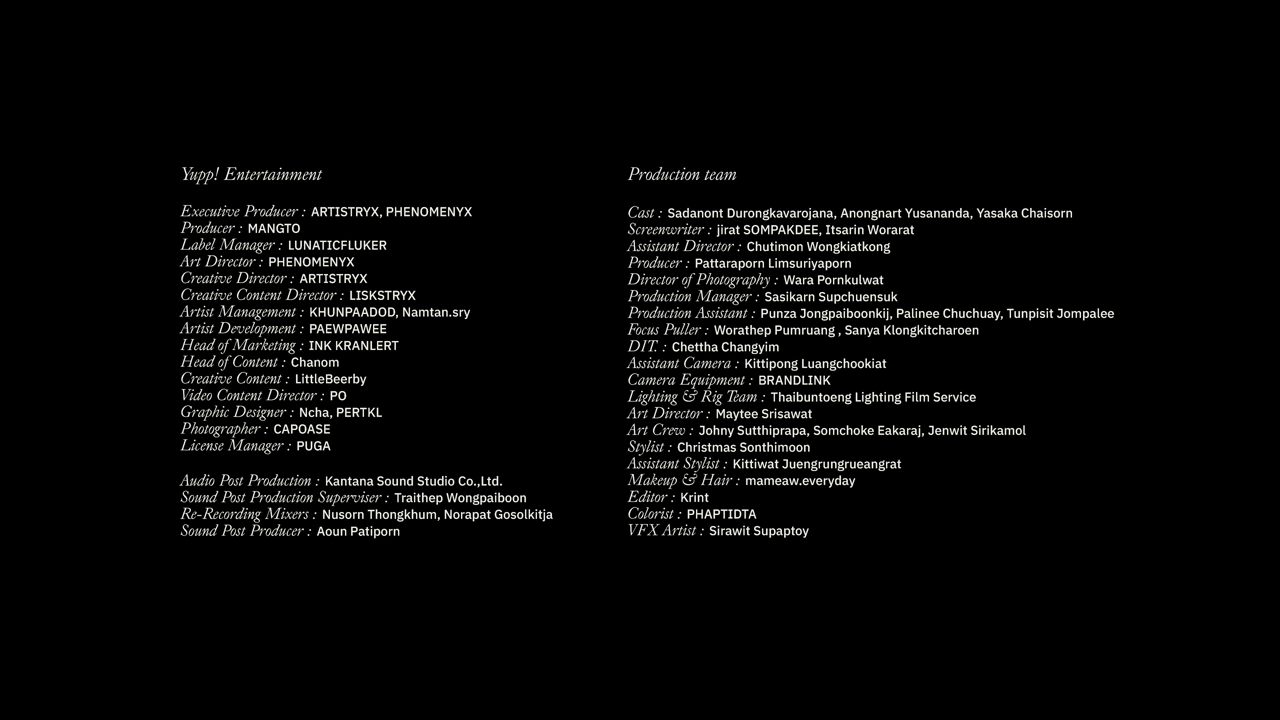 Yupp! Entertainment
Executive Producer : ARTISTRYX, PHENOMENYX
Producer : MANGTO
Label Manager : LUNATICFLUKER
Art Director : PHENOMENYX
Creative Director : ARTISTRYX
Creative Content Director : LISKSTRYX
Artist Management : KHUNPAADOD, Namtan.sry
Artist Development : PAEWPAWEE
Head of Marketing : INK KRANLERT
Head of Content : Chanom
Creative Content : LittleBeerby
Video Content Director : PO
Graphic Designer : Ncha, PERTKL
Photographer : CAPOASE
License Manager : PUGA
Audio Post Production : Kantana Sound Studio Co.,Ltd.
Sound Post Production Superviser : Traithep Wongpaiboon
Re-Recording Mixers : Nusorn Thongkhum, Norapat Gosolkitja
Sound Post Producer : Aoun Patiporn
Production team
Cast : Sadanont Durongkavarojana, Anongnart Yusananda, Yasaka Chaisorn
Screenwriter : jirat SOMPAKDEE, Itsarin Worarat
Assistant Director : Chutimon Wongkiatkong
Producer : Pattaraporn Limsuriyaporn
Director of Photography : Wara Pornkulwat
Production Manager : Sasikarn Supchuensuk
Production Assistant : Punza Jongpaiboonkij, Palinee Chuchuay, Tunpisit Jompalee
Focus Puller : Worathep Pumruang , Sanya Klongkitcharoen
DIT. : Chettha Changyim
Assistant Camera : Kittipong Luangchookiat
Camera Equipment : BRANDLINK
Lighting & Rig Team : Thaibuntoeng Lighting Film Service
Art Director : Maytee Srisawat
Art Crew : Johny Sutthiprapa, Somchoke Eakaraj, Jenwit Sirikamol
Stylist : Christmas Sonthimoon
Assistant Stylist : Kittiwat Juengrungrueangrat
Makeup & Hair : mameaw.everyday
Editor : Krint
Colorist : PHAPTIDTA
VFX Artist : Sirawit Supaptoy